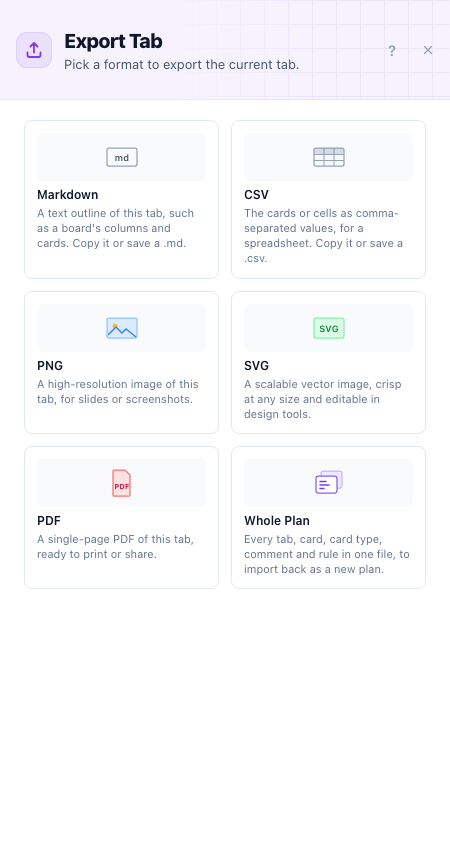 Export Tab
Pick a format to export the current tab.
?
md
Markdown
A text outline of this tab, such
as a board's columns and
cards. Copy it or save a .md.
CSV
The cards or cells as comma-
separated values, for a
spreadsheet. Copy it or save a
.csv.
PNG
A high-resolution image of this
tab, for slides or screenshots.
SVG
SVG
A scalable vector image, crisp
at any size and editable in
design tools.
PDF
PDF
A single-page PDF of this tab,
ready to print or share.
Whole Plan
Every tab, card, card type,
comment and rule in one file, to
import back as a new plan.